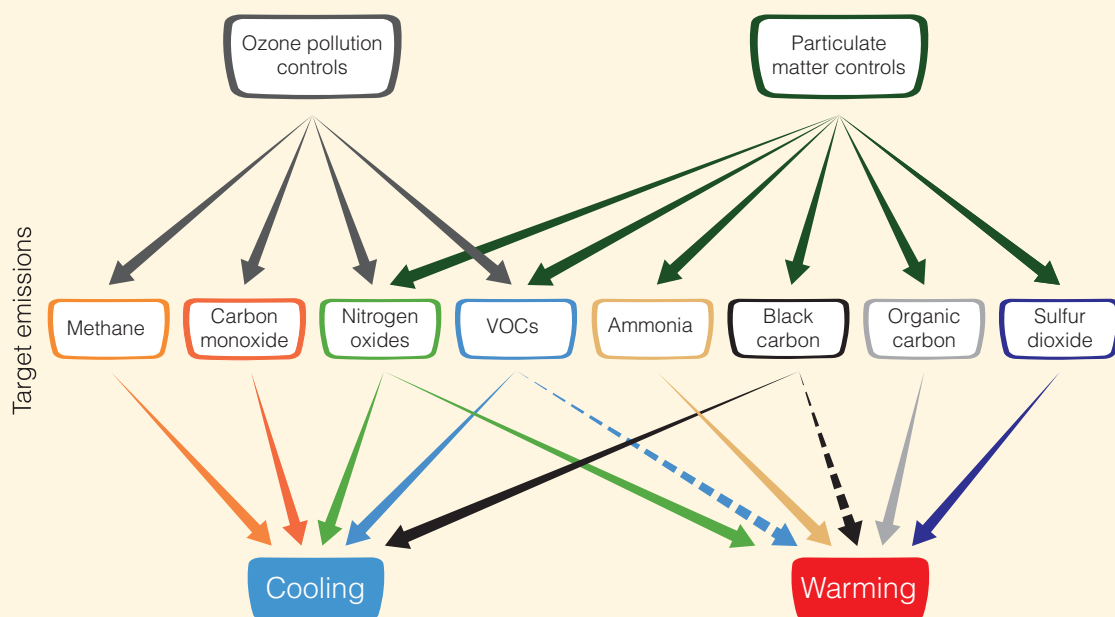 Ozone pollution
controls
Particulate
matter controls
Target emissions
Methane
Carbon
monoxide
Nitrogen
oxides
VOCs
Ammonia
Black
carbon
Organic
carbon
Sulfur
dioxide
Cooling
Warming